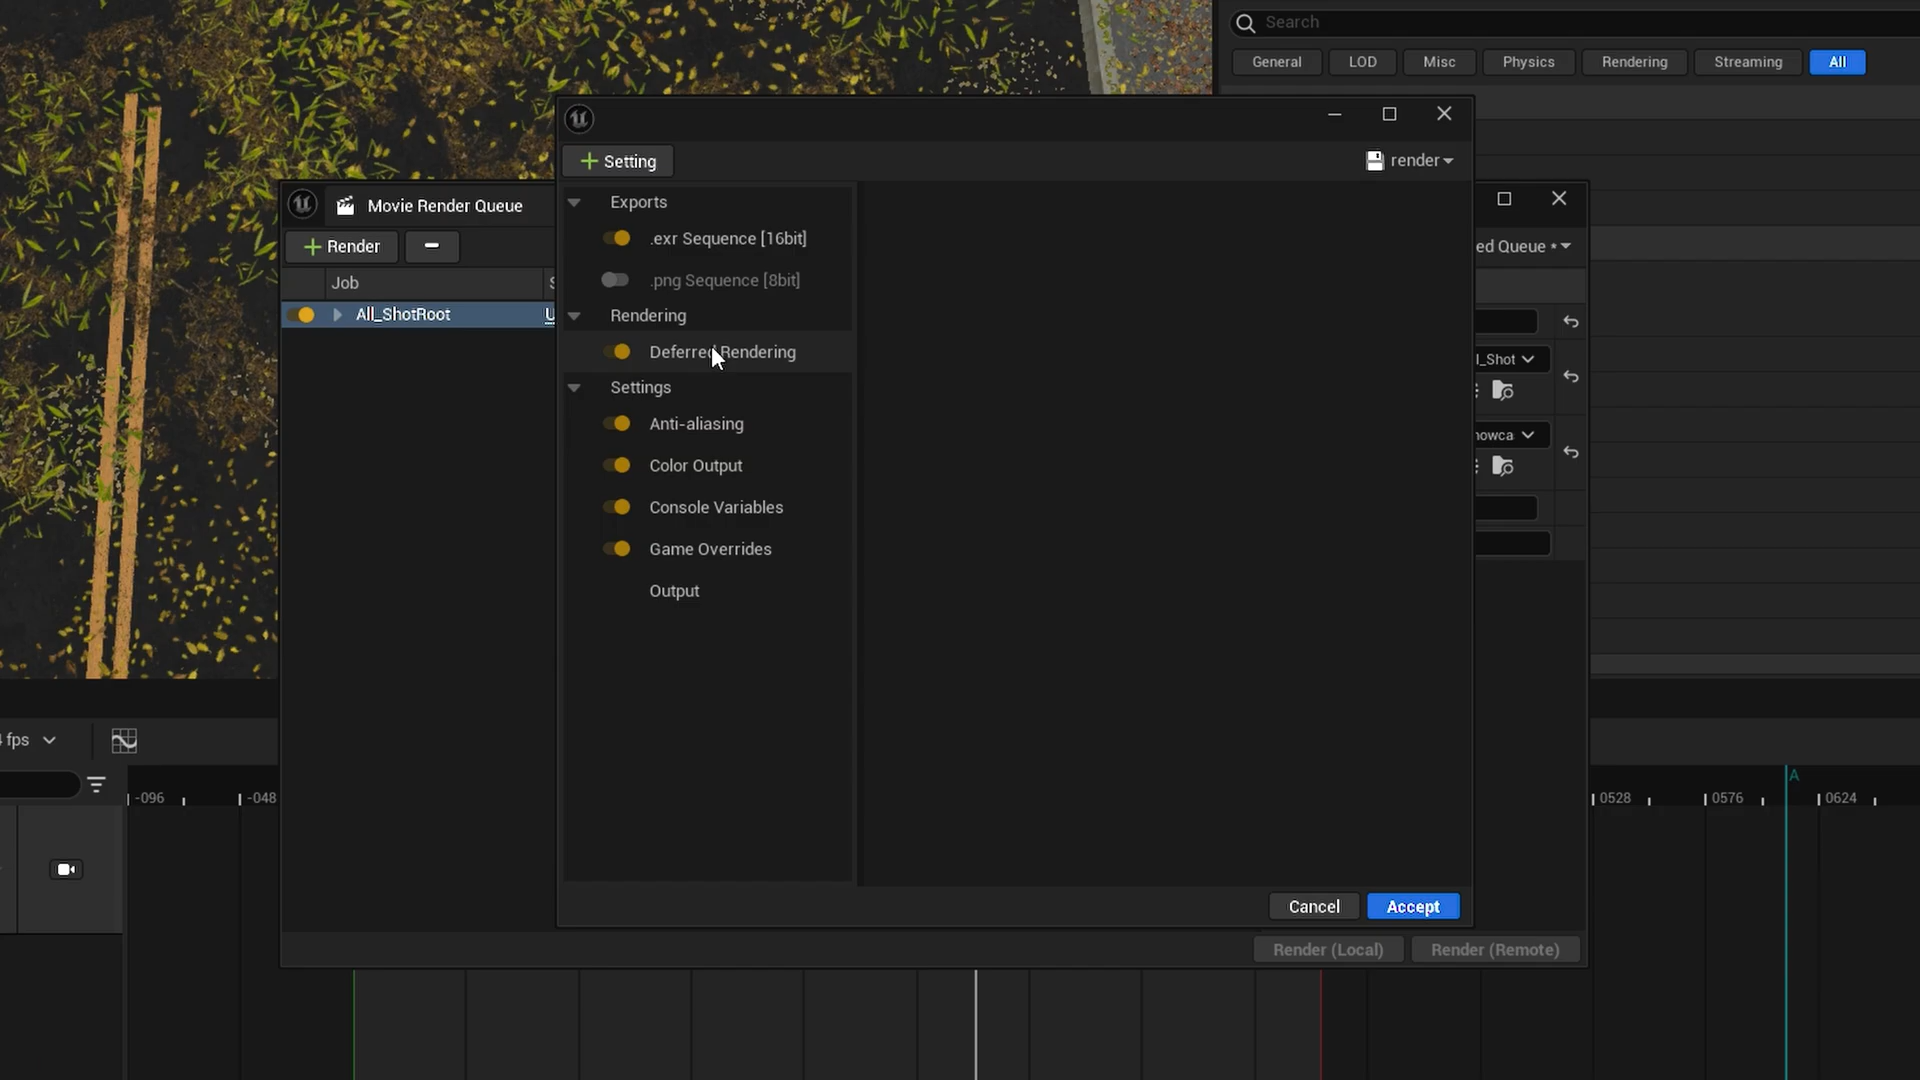 Search
General LOD Misc Physics Rendering Streaming All
Setting
render
Exports
.exr Sequence [16bit]
.png Sequence [8bit]
Rendering
Deferred Rendering
Settings
Anti-aliasing
Color Output
Console Variables
Game Overrides
Output
Cancel Accept
Movie Render Queue
Render
ed Queue *
Job
All_ShotRoot U
l_Shot
howca
Render (Local) Render (Remote)
fps
-096 -048 0528 0576 0624
A